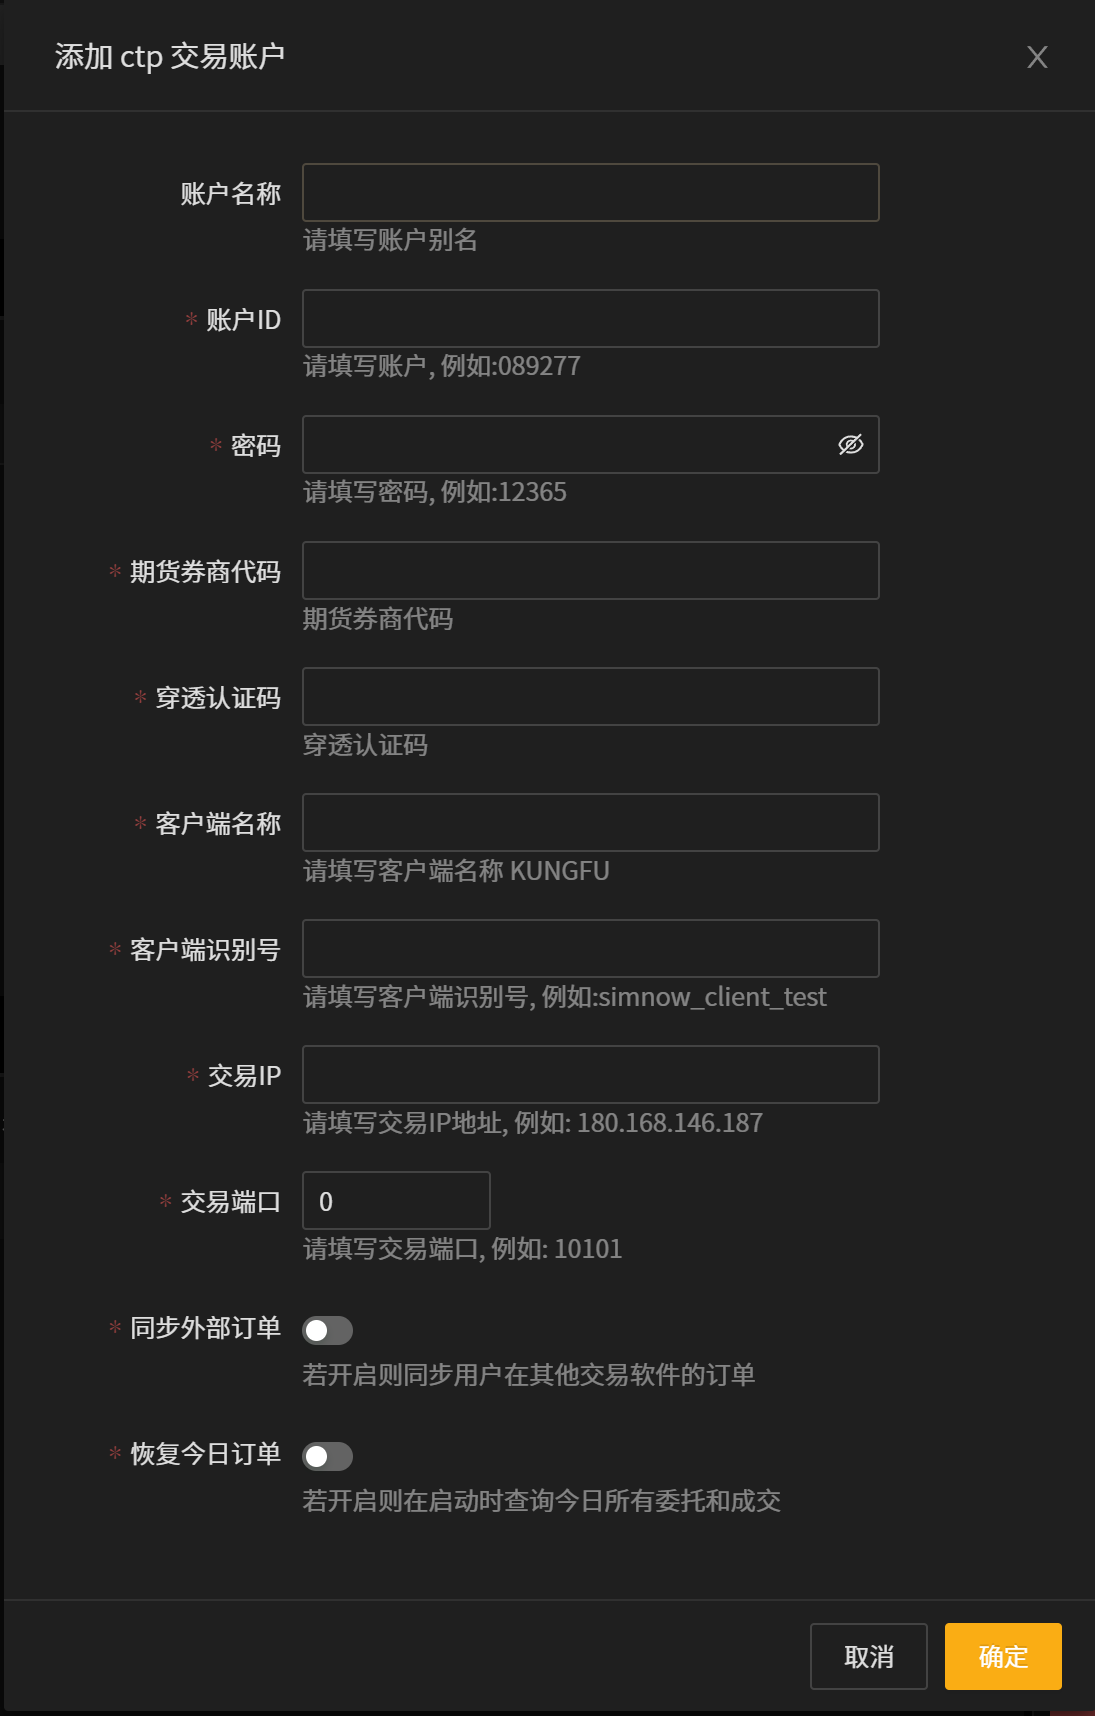 添加 ctp 交易账户
账户名称
请填写账户别名
* 账户ID
请填写账户, 例如:089277
* 密码
请填写密码, 例如:12365
* 期货券商代码
期货券商代码
* 穿透认证码
穿透认证码
* 客户端名称
请填写客户端名称 KUNGFU
* 客户端识别号
请填写客户端识别号, 例如:simnow_client_test
* 交易IP
请填写交易IP地址, 例如: 180.168.146.187
* 交易端口 0
请填写交易端口, 例如: 10101
* 同步外部订单
若开启则同步用户在其他交易软件的订单
* 恢复今日订单
若开启则在启动时查询今日所有委托和成交
取消 确定